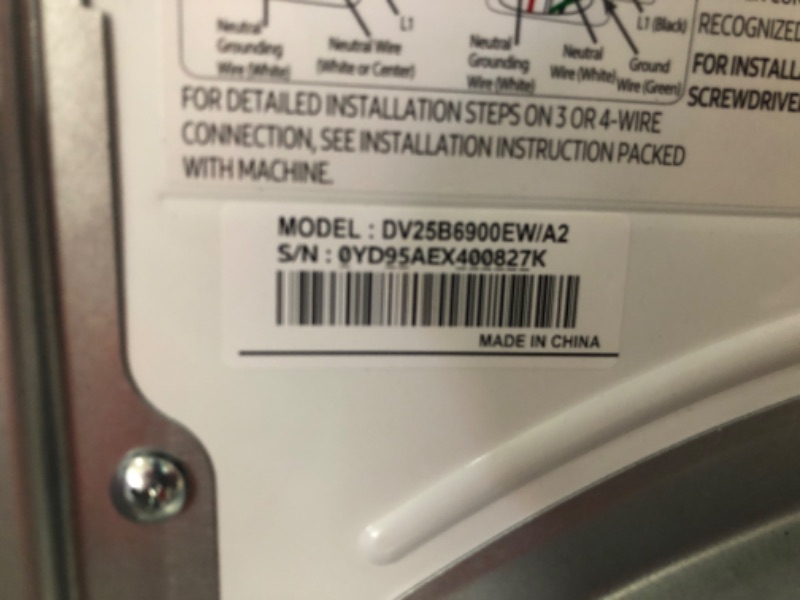 Neutral
Grounding
Wire (White)
Neutral Wire
(White or Center)
L1
Neutral
Grounding
Wire (White)
Neutral
Wire (White)
Ground
Wire (Green)
L1 (Black)
RECOGNIZED
FOR INSTALLA
SCREWDRIVER
FOR DETAILED INSTALLATION STEPS ON 3 OR 4-WIRE
CONNECTION, SEE INSTALLATION INSTRUCTION PACKED
WITH MACHINE.
MODEL : DV25B6900EW/A2
S/N : 0YD95AEX400827K
MADE IN CHINA